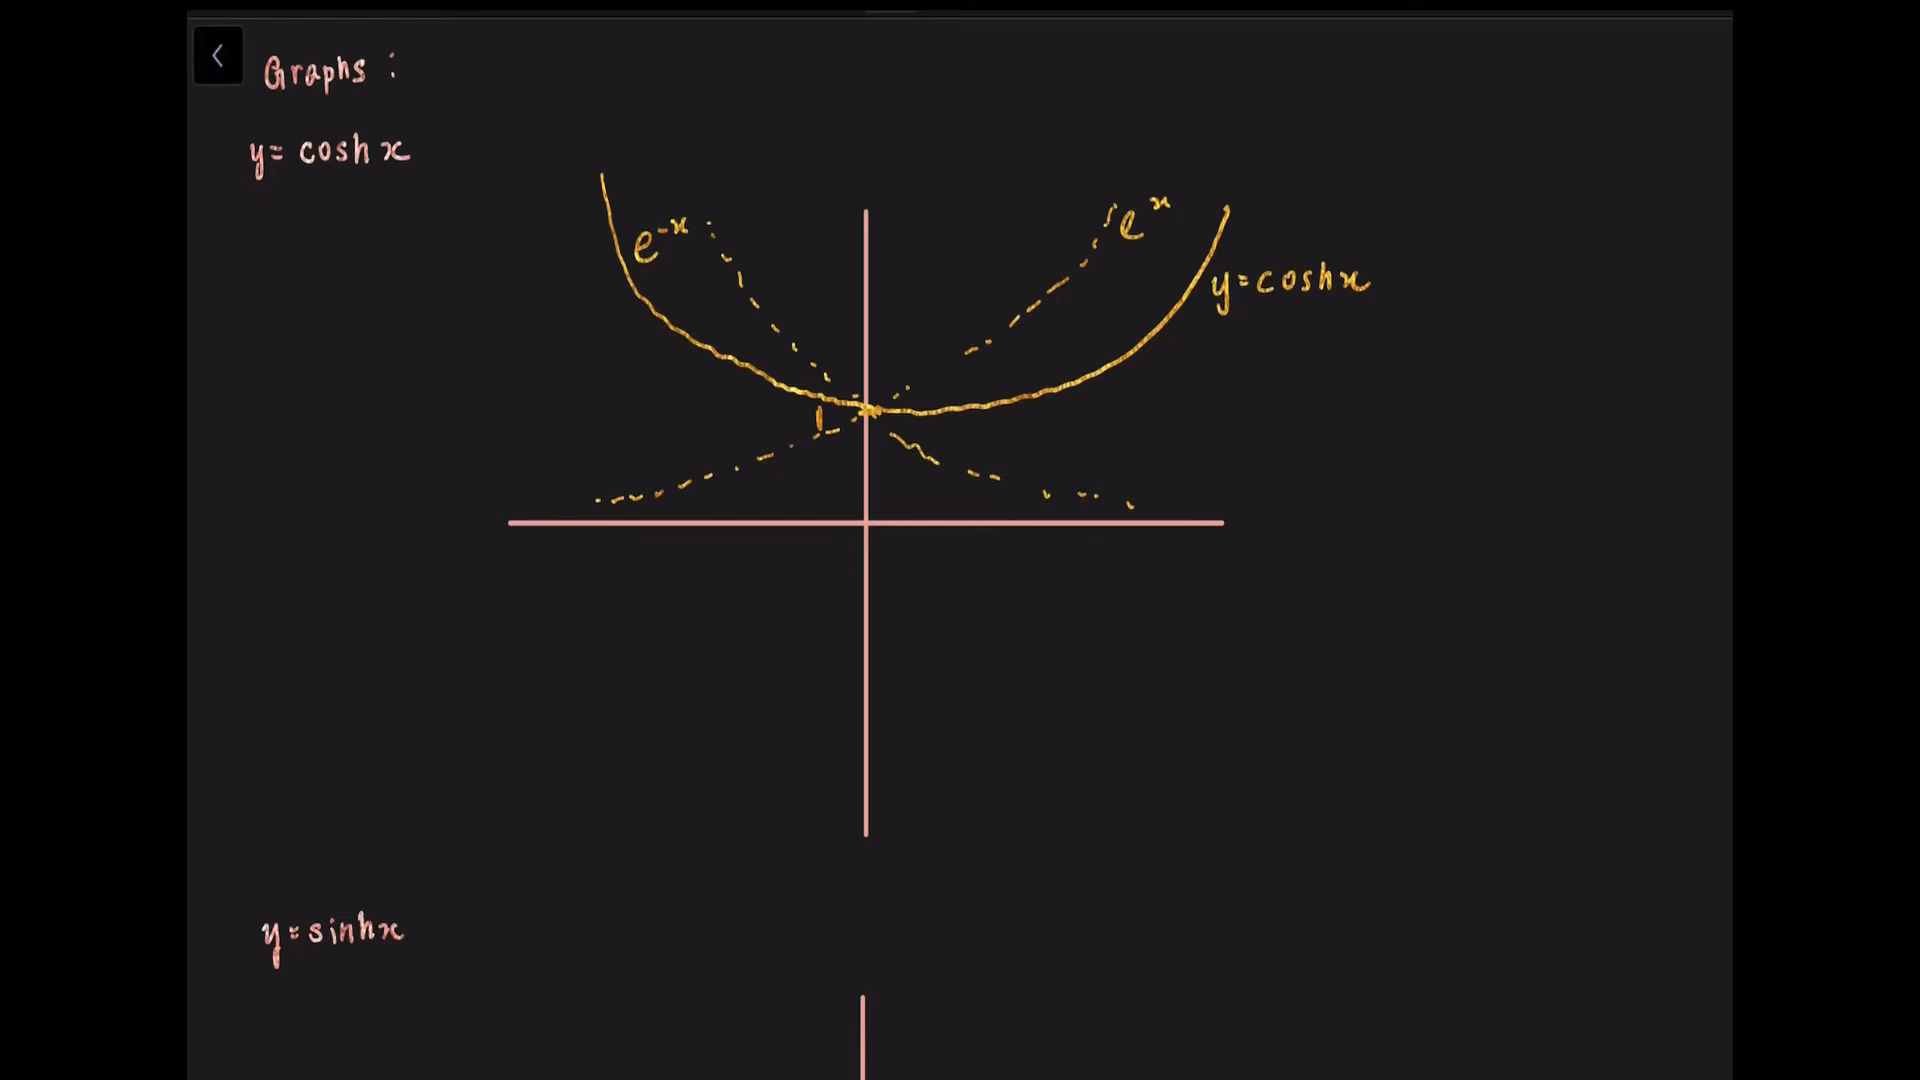 Graphs :
y = cosh x
e^-x
e^x
y = cosh x
1
y = sinh x